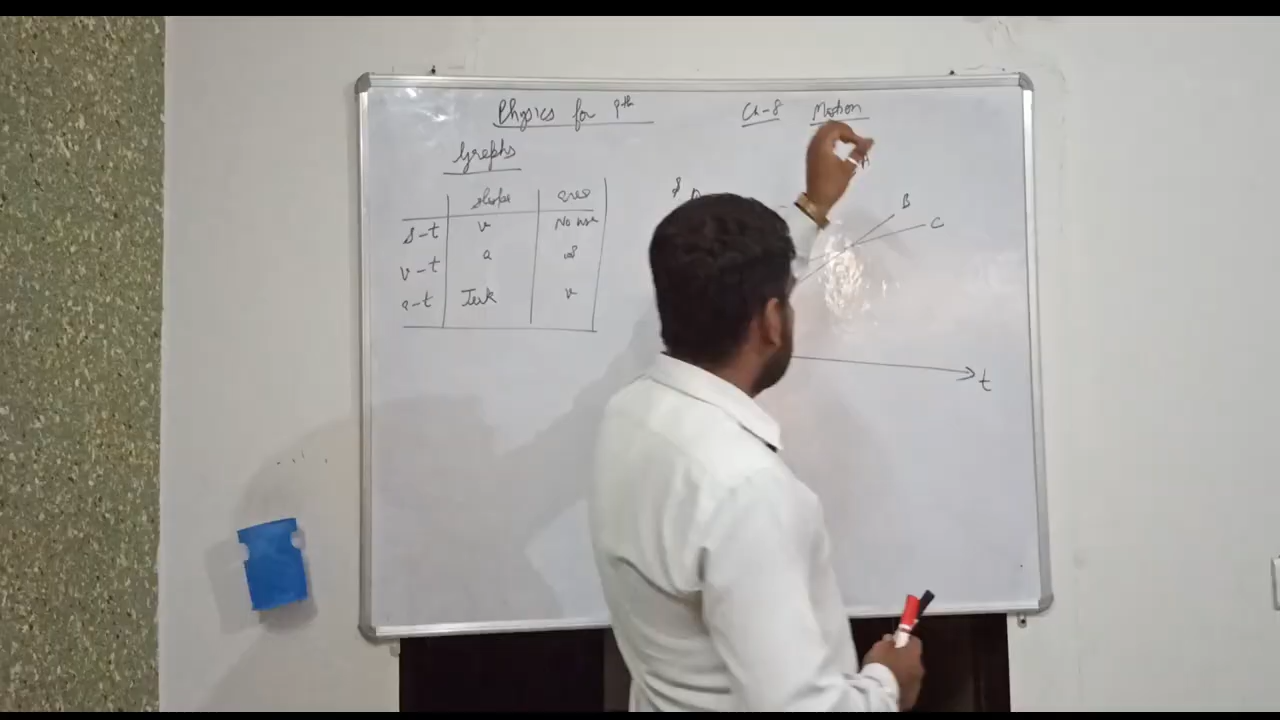 Physics for 9th
Ch-8 Motion
Graphs
slope area
s-t v No use
v-t a s
a-t Jerk v
s
A
B
C
t